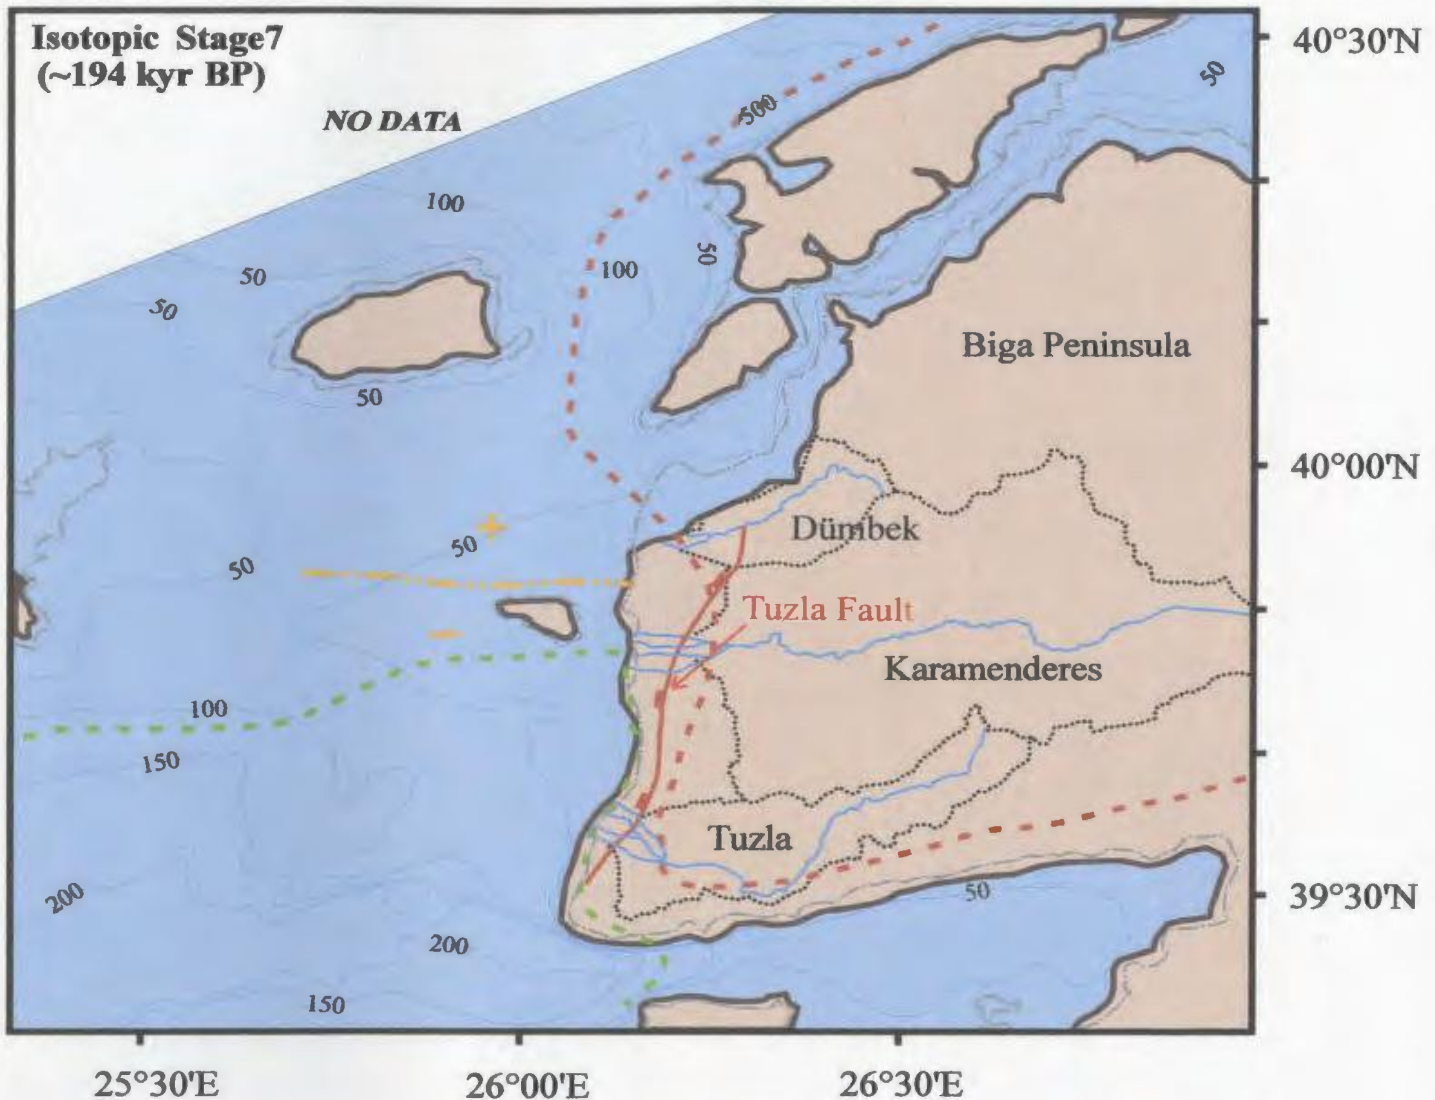 Isotopic Stage7
(~194 kyr BP)
NO DATA
40°30'N
50
500
100
50
100
50
50
50
Biga Peninsula
40°00'N
Dümbek
50
50
Tuzla Fault
Karamenderes
100
150
Tuzla
200
50
39°30'N
200
150
25°30'E
26°00'E
26°30'E
+
-